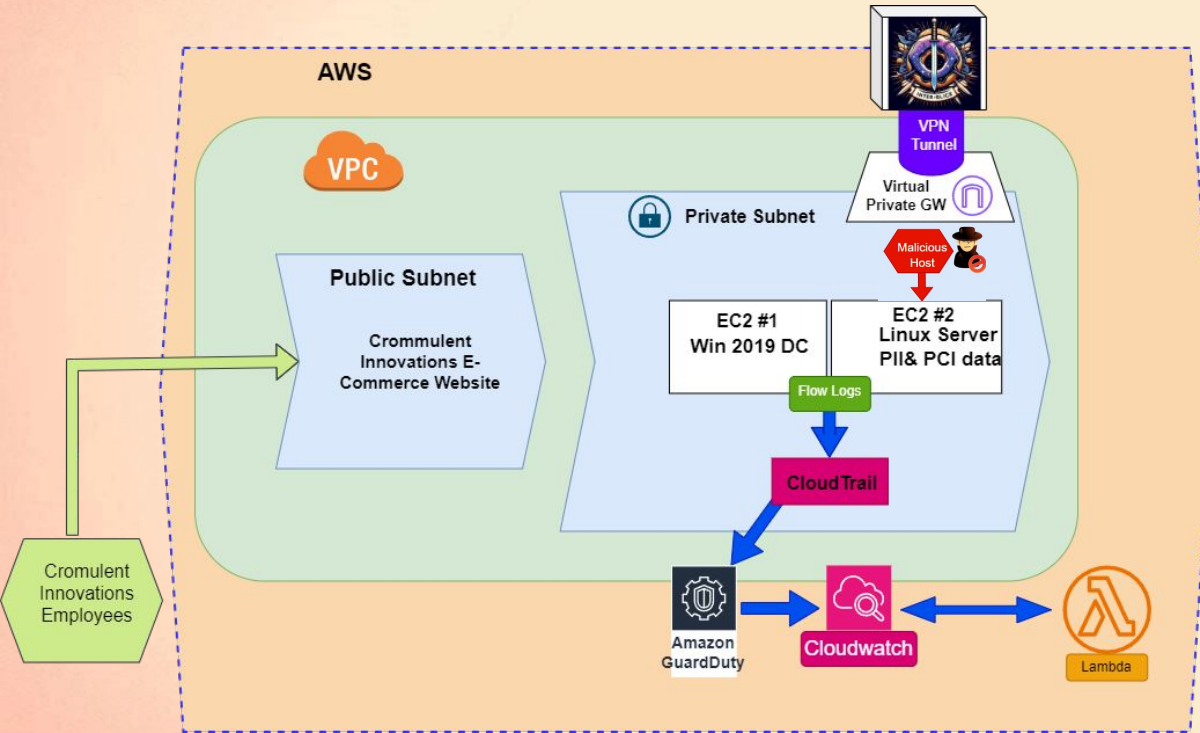 AWS
INTER-SLICE
VPN
Tunnel
VPC
Virtual
Private GW
Private Subnet
Malicious
Host
Public Subnet
Crommulent
Innovations E-
Commerce Website
EC2 #1
Win 2019 DC
EC2 #2
Linux Server
PII& PCI data
Flow Logs
CloudTrail
Cromulent
Innovations
Employees
Amazon
GuardDuty
Cloudwatch
Lambda